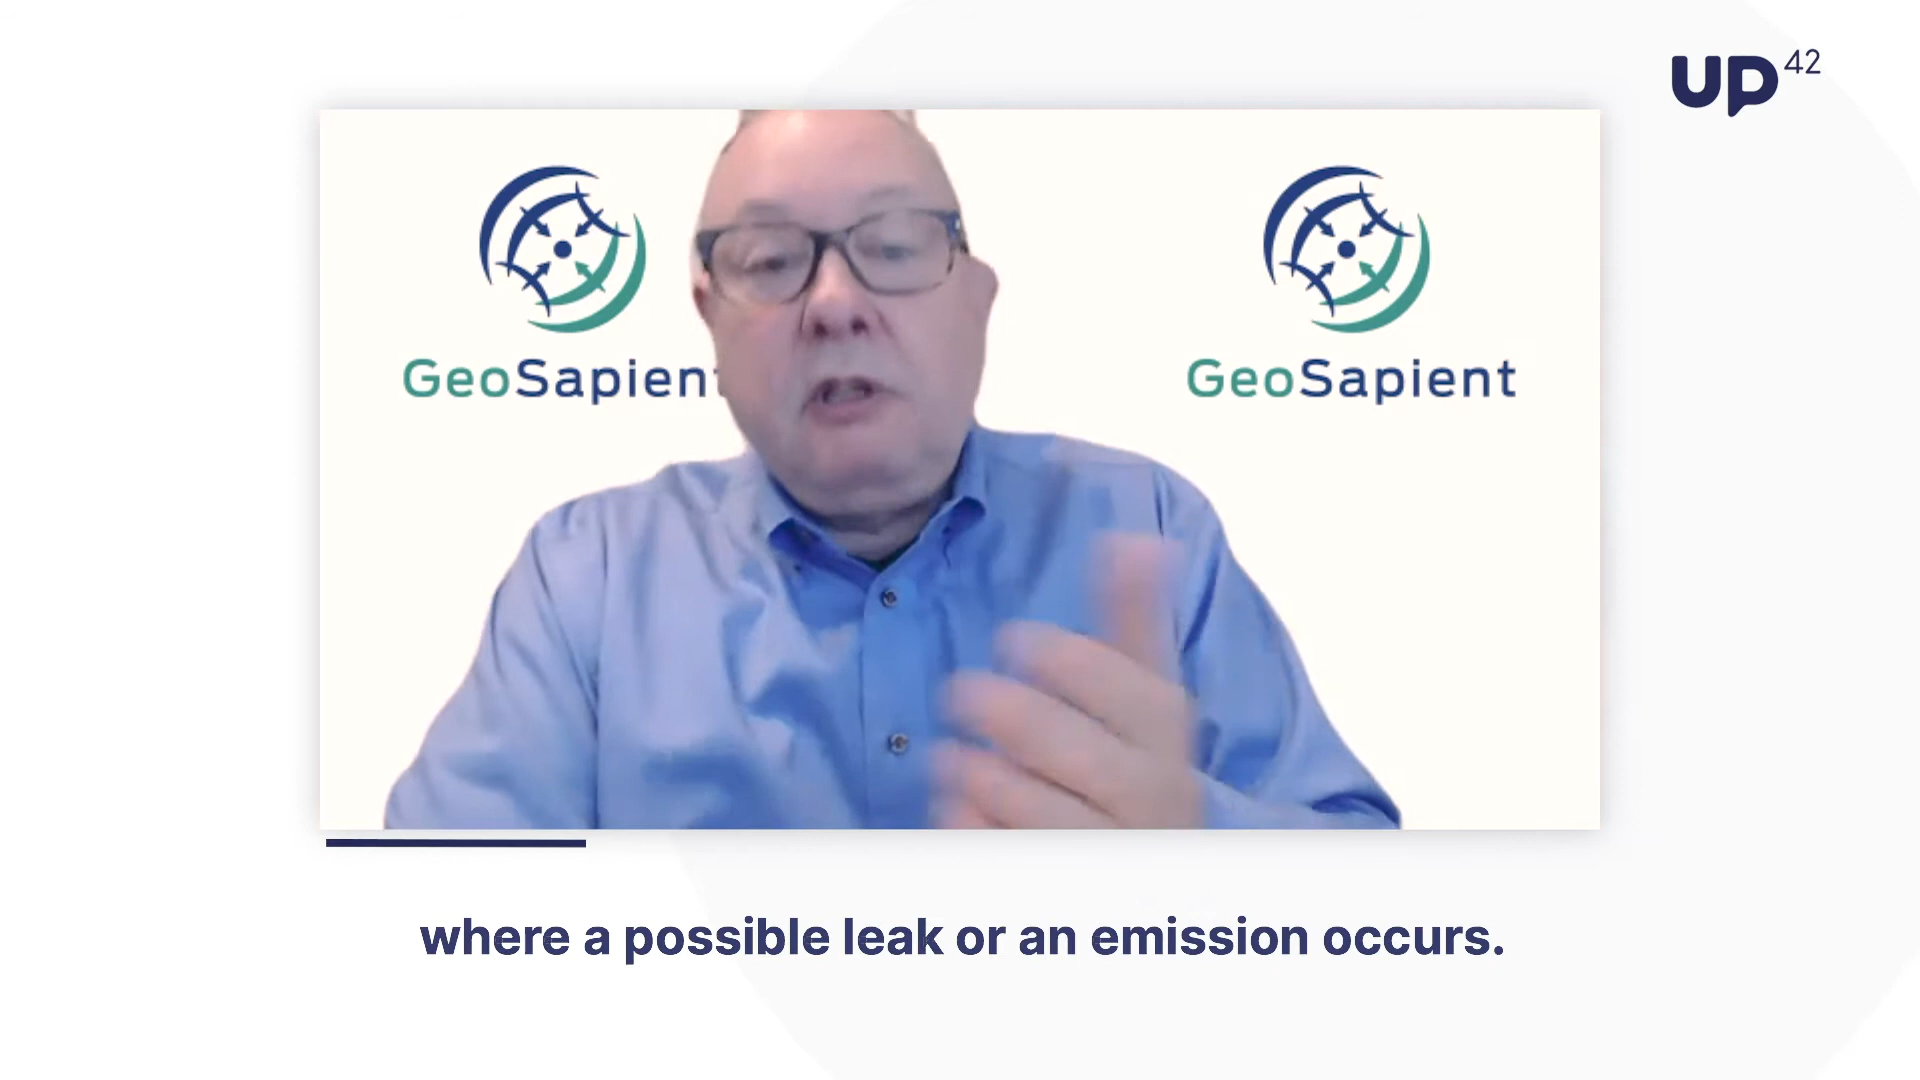 UP42
GeoSapient
GeoSapient
where a possible leak or an emission occurs.